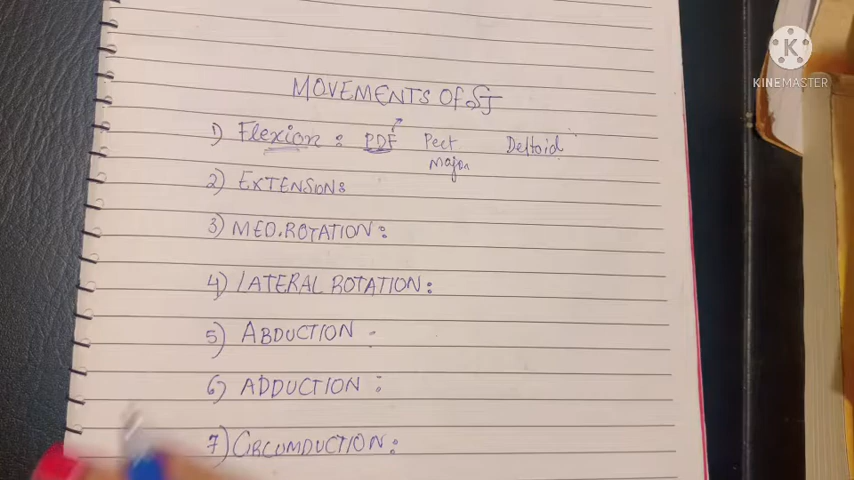 KINEMASTER
MOVEMENTS OF SJ
1) Flexion : PDF Pect Deltoid
major
2) EXTENSION:
3) MED.ROTATION:
4) LATERAL ROTATION:
5) ABDUCTION :
6) ADDUCTION :
7) CIRCUMDUCTION: